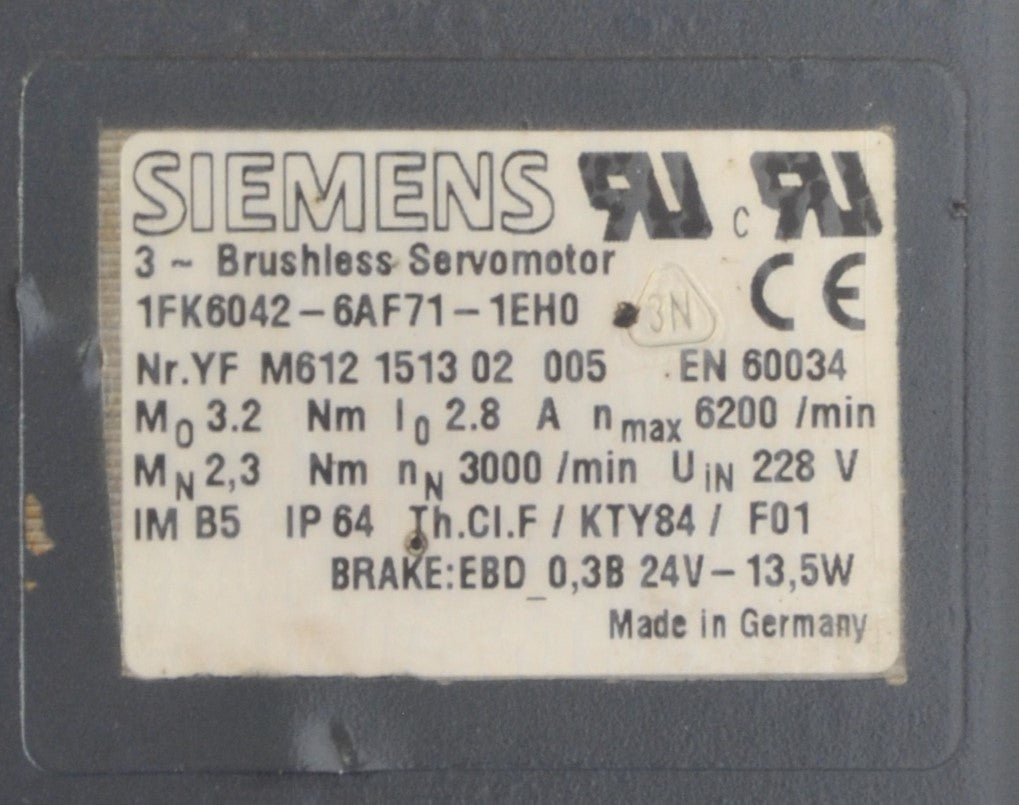 SIEMENS
3 ~ Brushless Servomotor
1FK6042-6AF71-1EH0 3N CE
Nr.YF M612 1513 02 005 EN 60034
M0 3.2 Nm I0 2.8 A nmax 6200 /min
MN 2,3 Nm nN 3000 /min UiN 228 V
IM B5 IP 64 Th.Cl.F / KTY84 / F01
BRAKE:EBD_0,3B 24V-13,5W
Made in Germany